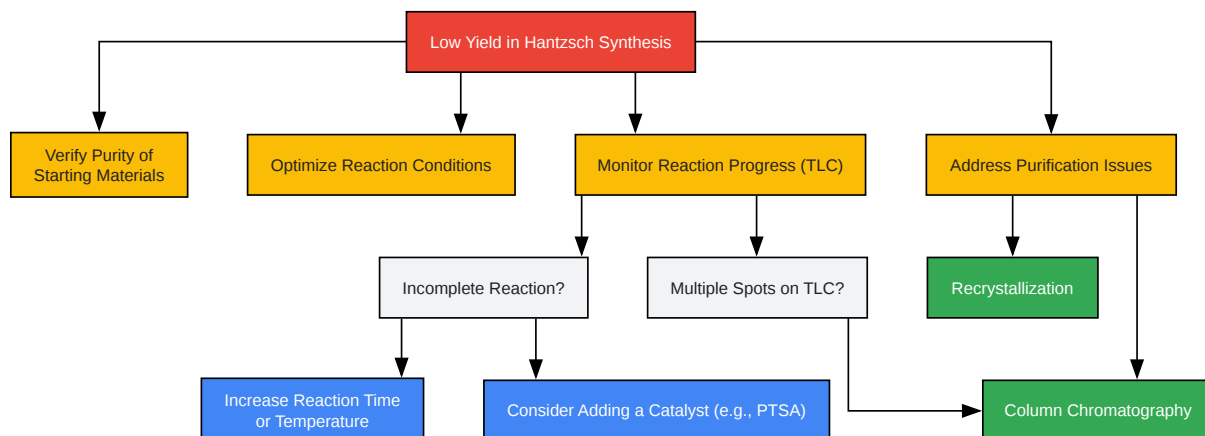 Low Yield in Hantzsch Synthesis
Verify Purity of
Starting Materials
Optimize Reaction Conditions
Monitor Reaction Progress (TLC)
Address Purification Issues
Incomplete Reaction?
Multiple Spots on TLC?
Recrystallization
Increase Reaction Time
or Temperature
Consider Adding a Catalyst (e.g., PTSA)
Column Chromatography